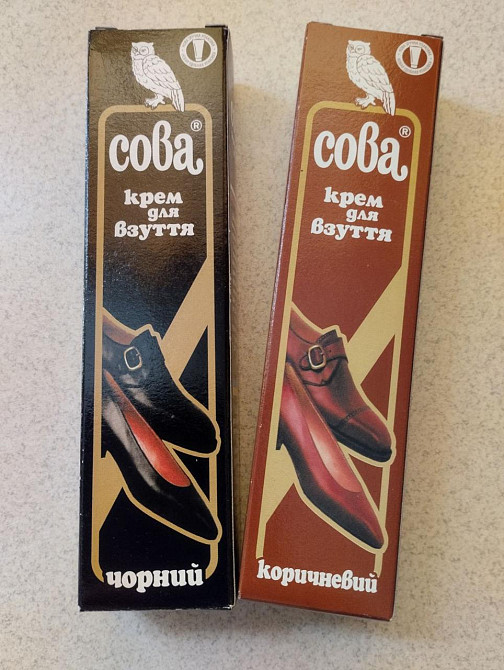 сова®
крем
для
взуття
чорний
сова®
крем
для
взуття
коричневий